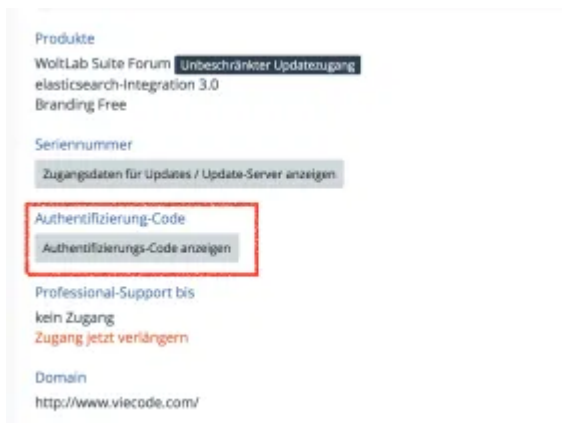 Produkte
WoltLab Suite Forum Unbeschränkter Updatezugang
elasticsearch-Integration 3.0
Branding Free
Seriennummer
Zugangsdaten für Updates / Update-Server anzeigen
Authentifizierung-Code
Authentifizierungs-Code anzeigen
Professional-Support bis
kein Zugang
Zugang jetzt verlängern
Domain
http://www.viecode.com/